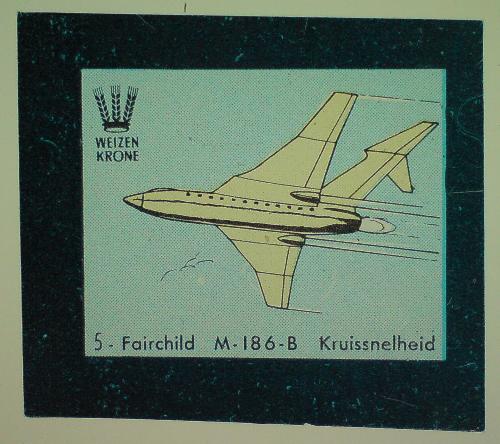 WEIZEN
KRONE
5 - Fairchild M-186-B Kruissnelheid